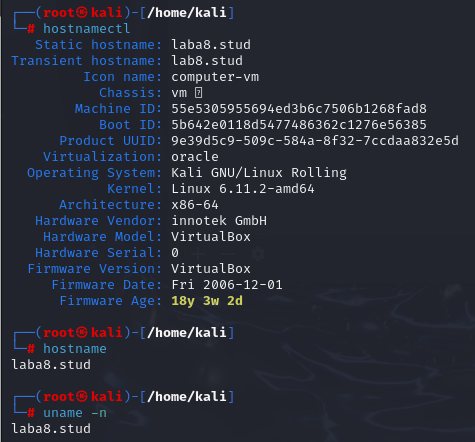 ┌──(root㉿kali)-[/home/kali]
└─# hostnamectl
Static hostname: laba8.stud
Transient hostname: lab8.stud
Icon name: computer-vm
Chassis: vm
Machine ID: 55e5305955694ed3b6c7506b1268fad8
Boot ID: 5b642e0118d5477486362c1276e56385
Product UUID: 9e39d5c9-509c-584a-8f32-7ccdaa832e5d
Virtualization: oracle
Operating System: Kali GNU/Linux Rolling
Kernel: Linux 6.11.2-amd64
Architecture: x86-64
Hardware Vendor: innotek GmbH
Hardware Model: VirtualBox
Hardware Serial: 0
Firmware Version: VirtualBox
Firmware Date: Fri 2006-12-01
Firmware Age: 18y 3w 2d
┌──(root㉿kali)-[/home/kali]
└─# hostname
laba8.stud
┌──(root㉿kali)-[/home/kali]
└─# uname -n
laba8.stud